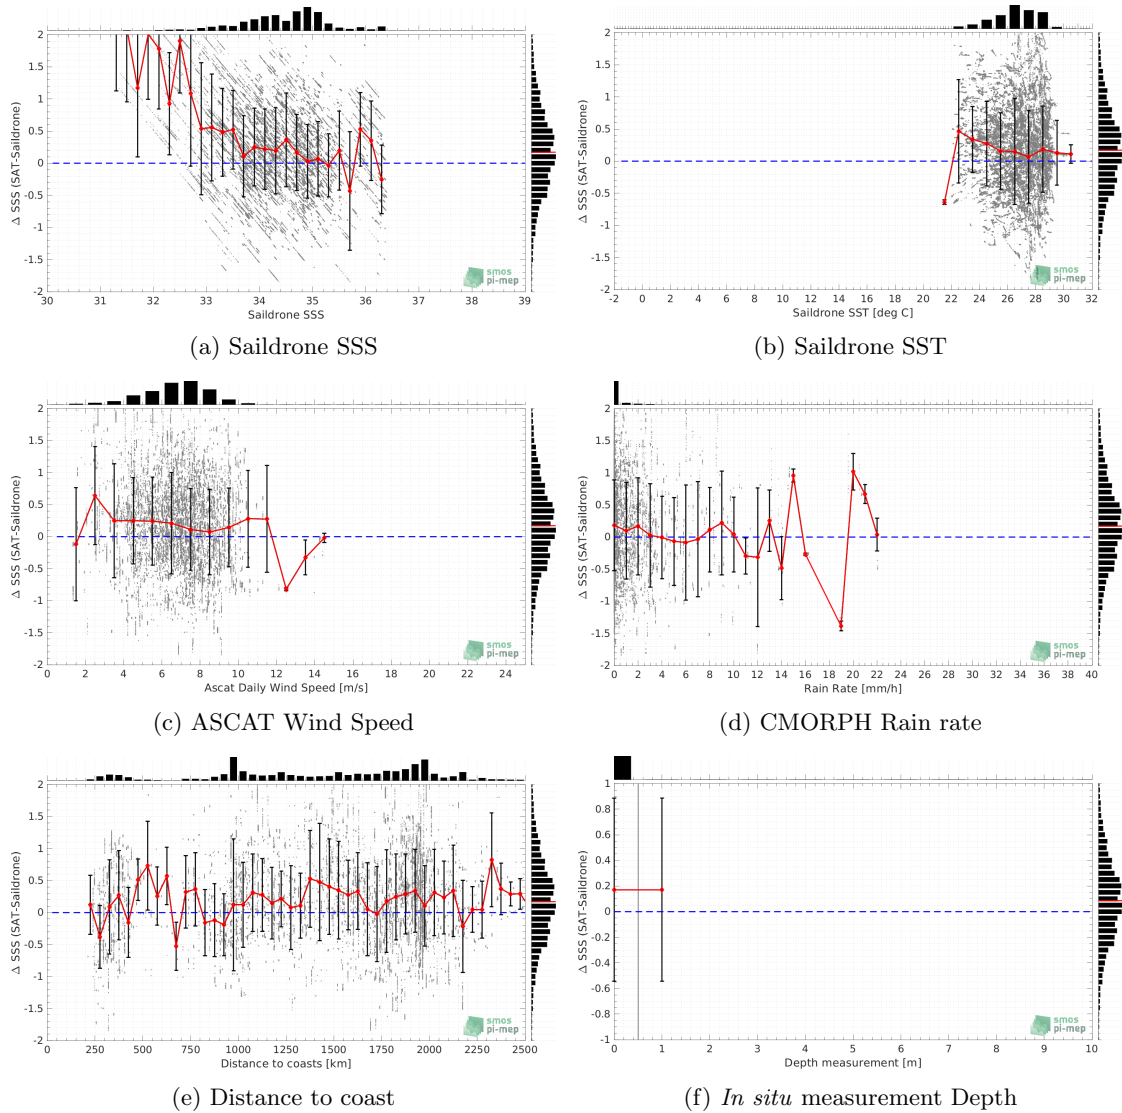 2
1.5
1
0.5
0
-0.5
-1
-1.5
-2
Δ SSS (SAT-Saildrone)
30 31 32 33 34 35 36 37 38 39
Saildrone SSS
smos
pi-mep
(a) Saildrone SSS
2
1.5
1
0.5
0
-0.5
-1
-1.5
-2
Δ SSS (SAT-Saildrone)
-2 0 2 4 6 8 10 12 14 16 18 20 22 24 26 28 30 32
Saildrone SST [deg C]
smos
pi-mep
(b) Saildrone SST
2
1.5
1
0.5
0
-0.5
-1
-1.5
-2
Δ SSS (SAT-Saildrone)
0 2 4 6 8 10 12 14 16 18 20 22 24
Ascat Daily Wind Speed [m/s]
smos
pi-mep
(c) ASCAT Wind Speed
2
1.5
1
0.5
0
-0.5
-1
-1.5
-2
Δ SSS (SAT-Saildrone)
0 2 4 6 8 10 12 14 16 18 20 22 24 26 28 30 32 34 36 38 40
Rain Rate [mm/h]
smos
pi-mep
(d) CMORPH Rain rate
2
1.5
1
0.5
0
-0.5
-1
-1.5
-2
Δ SSS (SAT-Saildrone)
0 250 500 750 1000 1250 1500 1750 2000 2250 2500
Distance to coasts [km]
smos
pi-mep
(e) Distance to coast
1
0.8
0.6
0.4
0.2
0
-0.2
-0.4
-0.6
-0.8
-1
Δ SSS (SAT-Saildrone)
0 1 2 3 4 5 6 7 8 9 10
Depth measurement [m]
smos
pi-mep
(f) In situ measurement Depth